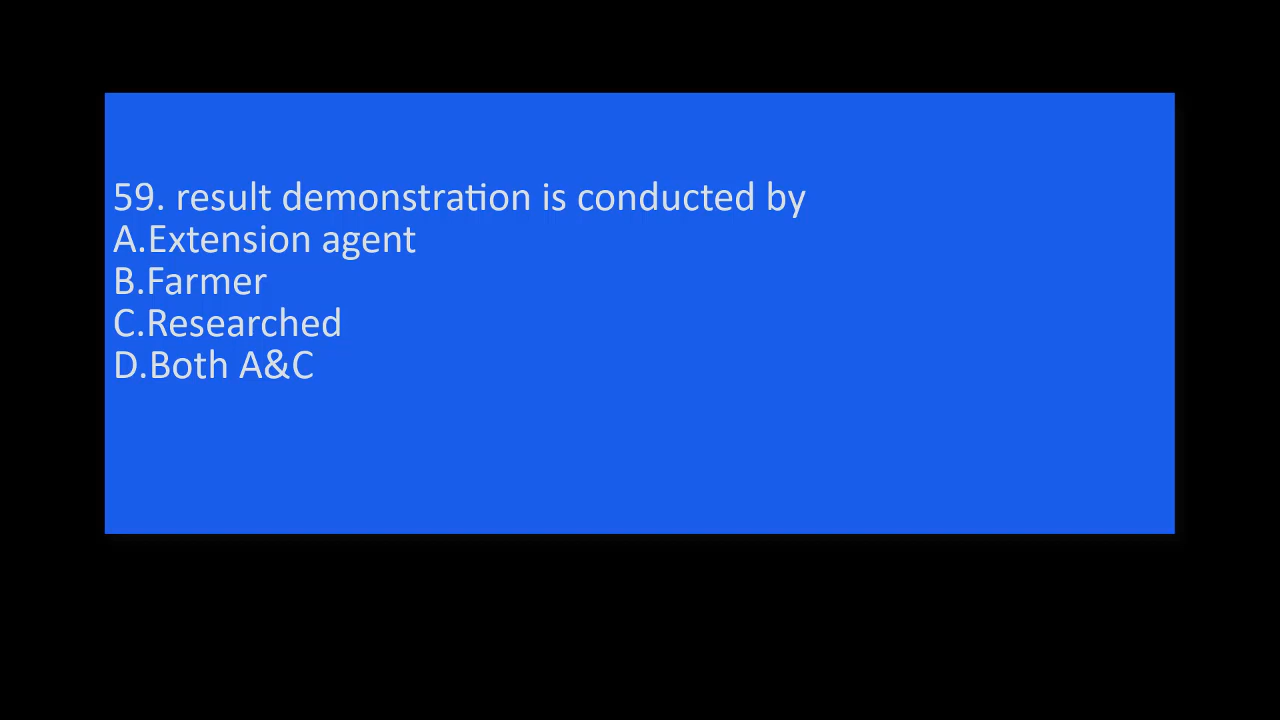 59. result demonstration is conducted by
A.Extension agent
B.Farmer
C.Researched
D.Both A&C